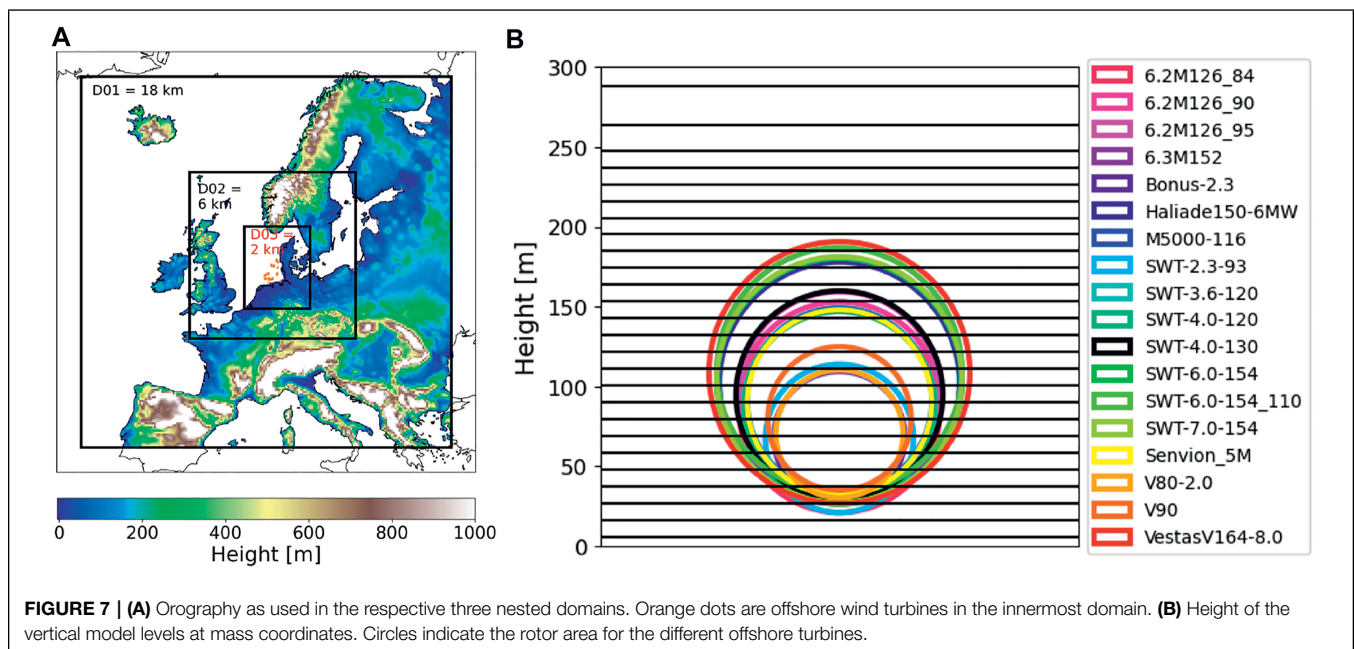 A
B
D01 = 18 km
D02 =
6 km
D03 =
2 km
0 200 400 600 800 1000
Height [m]
300
250
200
150
100
50
0
Height [m]
6.2M126_84
6.2M126_90
6.2M126_95
6.3M152
Bonus-2.3
Haliade150-6MW
M5000-116
SWT-2.3-93
SWT-3.6-120
SWT-4.0-120
SWT-4.0-130
SWT-6.0-154
SWT-6.0-154_110
SWT-7.0-154
Senvion_5M
V80-2.0
V90
VestasV164-8.0
FIGURE 7 | (A) Orography as used in the respective three nested domains. Orange dots are offshore wind turbines in the innermost domain. (B) Height of the
vertical model levels at mass coordinates. Circles indicate the rotor area for the different offshore turbines.